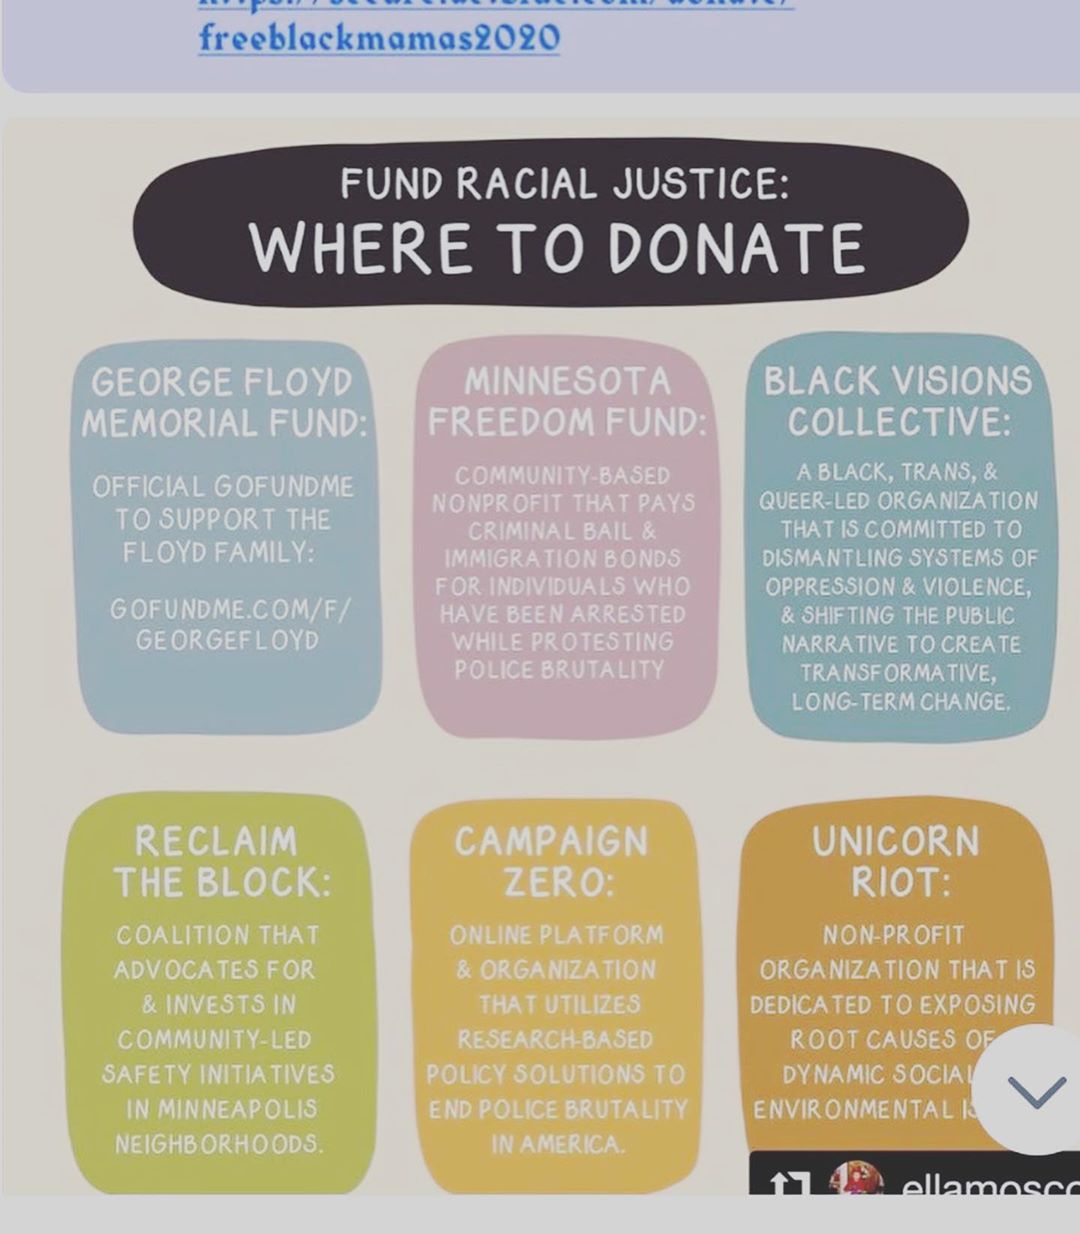 freeblackmamas2020
FUND RACIAL JUSTICE:
WHERE TO DONATE
GEORGE FLOYD
MEMORIAL FUND:
OFFICIAL GOFUNDME
TO SUPPORT THE
FLOYD FAMILY:
GOFUNDME.COM/F/
GEORGEFLOYD
MINNESOTA
FREEDOM FUND:
COMMUNITY-BASED
NONPROFIT THAT PAYS
CRIMINAL BAIL &
IMMIGRATION BONDS
FOR INDIVIDUALS WHO
HAVE BEEN ARRESTED
WHILE PROTESTING
POLICE BRUTALITY
BLACK VISIONS
COLLECTIVE:
A BLACK, TRANS, &
QUEER-LED ORGANIZATION
THAT IS COMMITTED TO
DISMANTLING SYSTEMS OF
OPPRESSION & VIOLENCE,
& SHIFTING THE PUBLIC
NARRATIVE TO CREATE
TRANSFORMATIVE,
LONG-TERM CHANGE.
RECLAIM
THE BLOCK:
COALITION THAT
ADVOCATES FOR
& INVESTS IN
COMMUNITY-LED
SAFETY INITIATIVES
IN MINNEAPOLIS
NEIGHBORHOODS.
CAMPAIGN
ZERO:
ONLINE PLATFORM
& ORGANIZATION
THAT UTILIZES
RESEARCH-BASED
POLICY SOLUTIONS TO
END POLICE BRUTALITY
IN AMERICA.
UNICORN
RIOT:
NON-PROFIT
ORGANIZATION THAT IS
DEDICATED TO EXPOSING
ROOT CAUSES OF
DYNAMIC SOCIAL
ENVIRONMENTAL